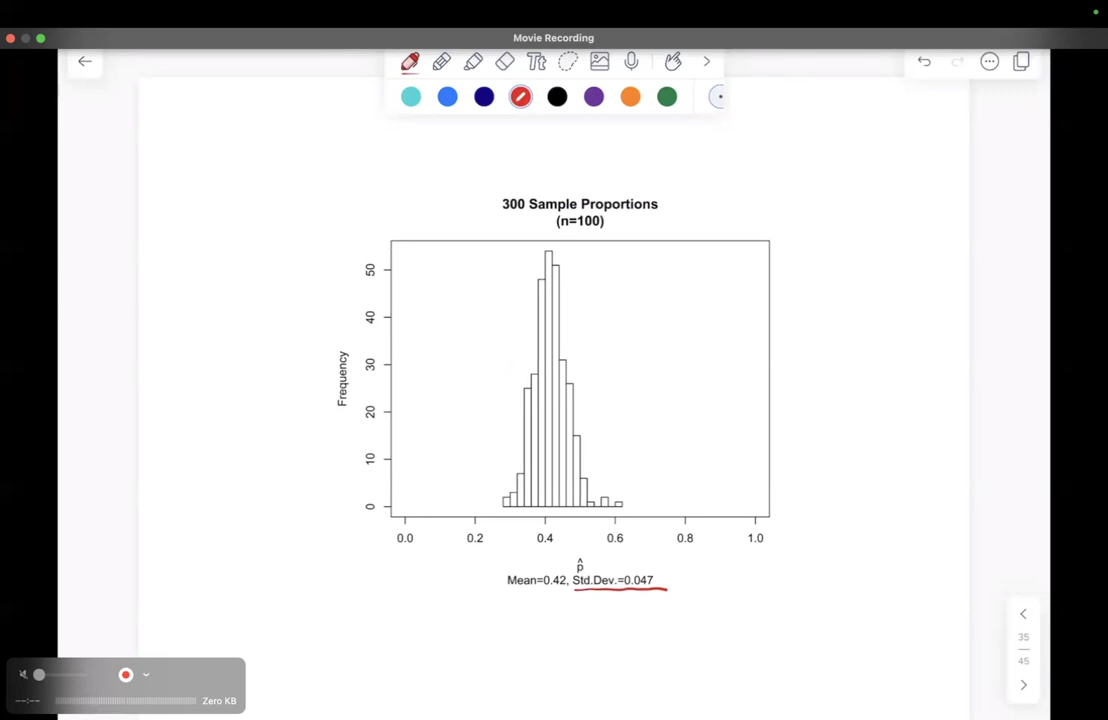 Movie Recording
Tt
300 Sample Proportions
(n=100)
50
40
30
20
10
0
Frequency
0.0 0.2 0.4 0.6 0.8 1.0
p̂
Mean=0.42, Std.Dev.=0.047
35
45
--:-- Zero KB